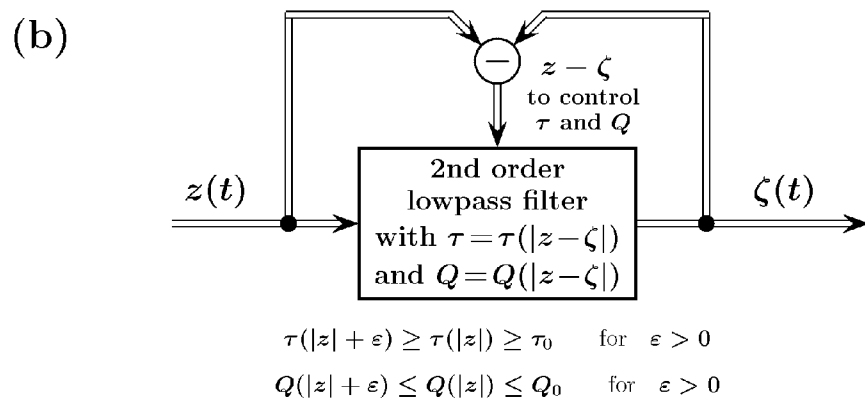 (b)
−
z − ζ
to control
τ and Q
z(t)
ζ(t)
2nd order
lowpass filter
with τ = τ(|z−ζ|)
and Q = Q(|z−ζ|)
τ(|z| + ε) ≥ τ(|z|) ≥ τ₀ for ε > 0
Q(|z| + ε) ≤ Q(|z|) ≤ Q₀ for ε > 0